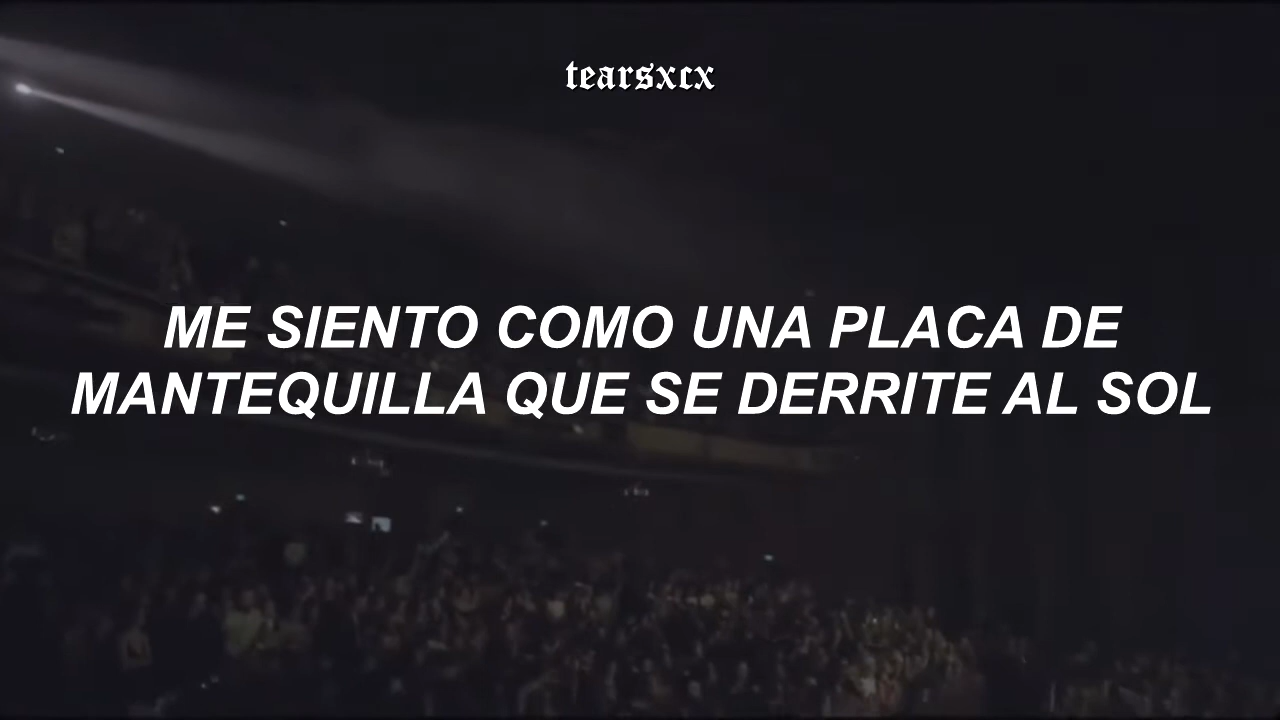 tearsxcx
ME SIENTO COMO UNA PLACA DE
MANTEQUILLA QUE SE DERRITE AL SOL